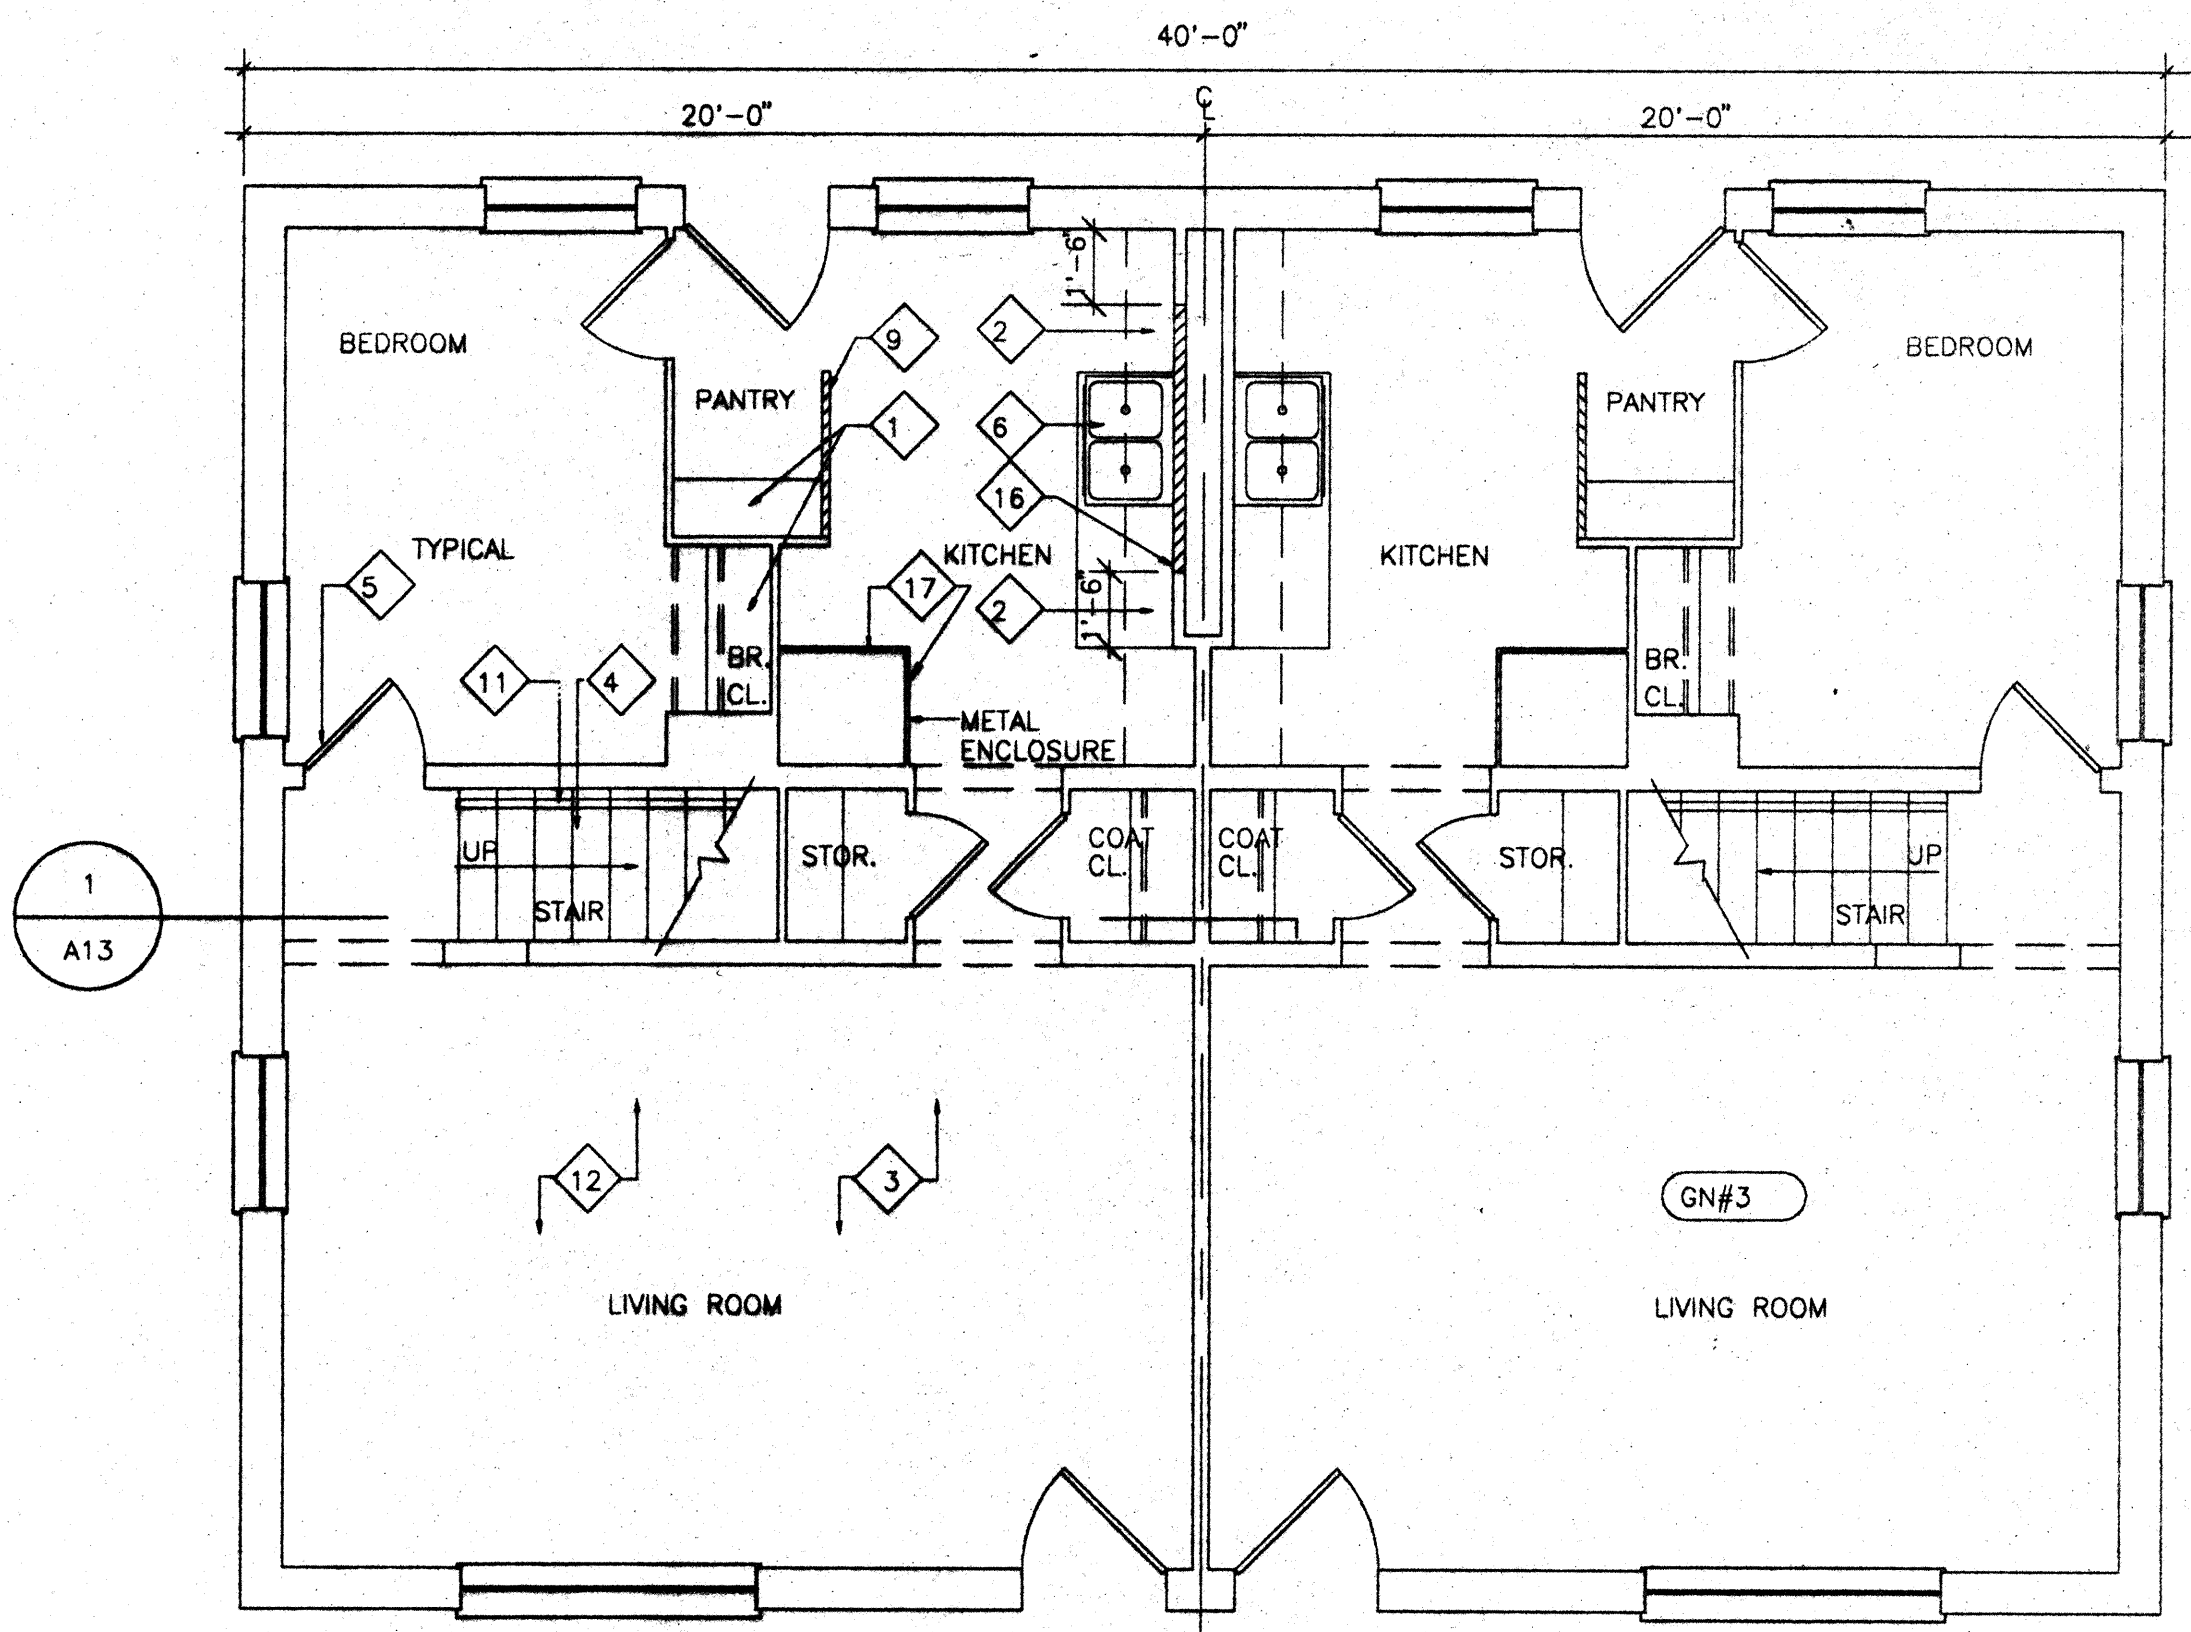 40'-0"
℄
20'-0"
20'-0"
1'-6"
9
2
BEDROOM
BEDROOM
PANTRY
1
6
PANTRY
16
TYPICAL
KITCHEN
KITCHEN
5
17
2
1'-6"
BR.
CL.
BR.
CL.
11
4
METAL
ENCLOSURE
UP
STOR.
COAT
CL.
COAT
CL.
STOR.
UP
STAIR
STAIR
1
A13
12
3
GN#3
LIVING ROOM
LIVING ROOM